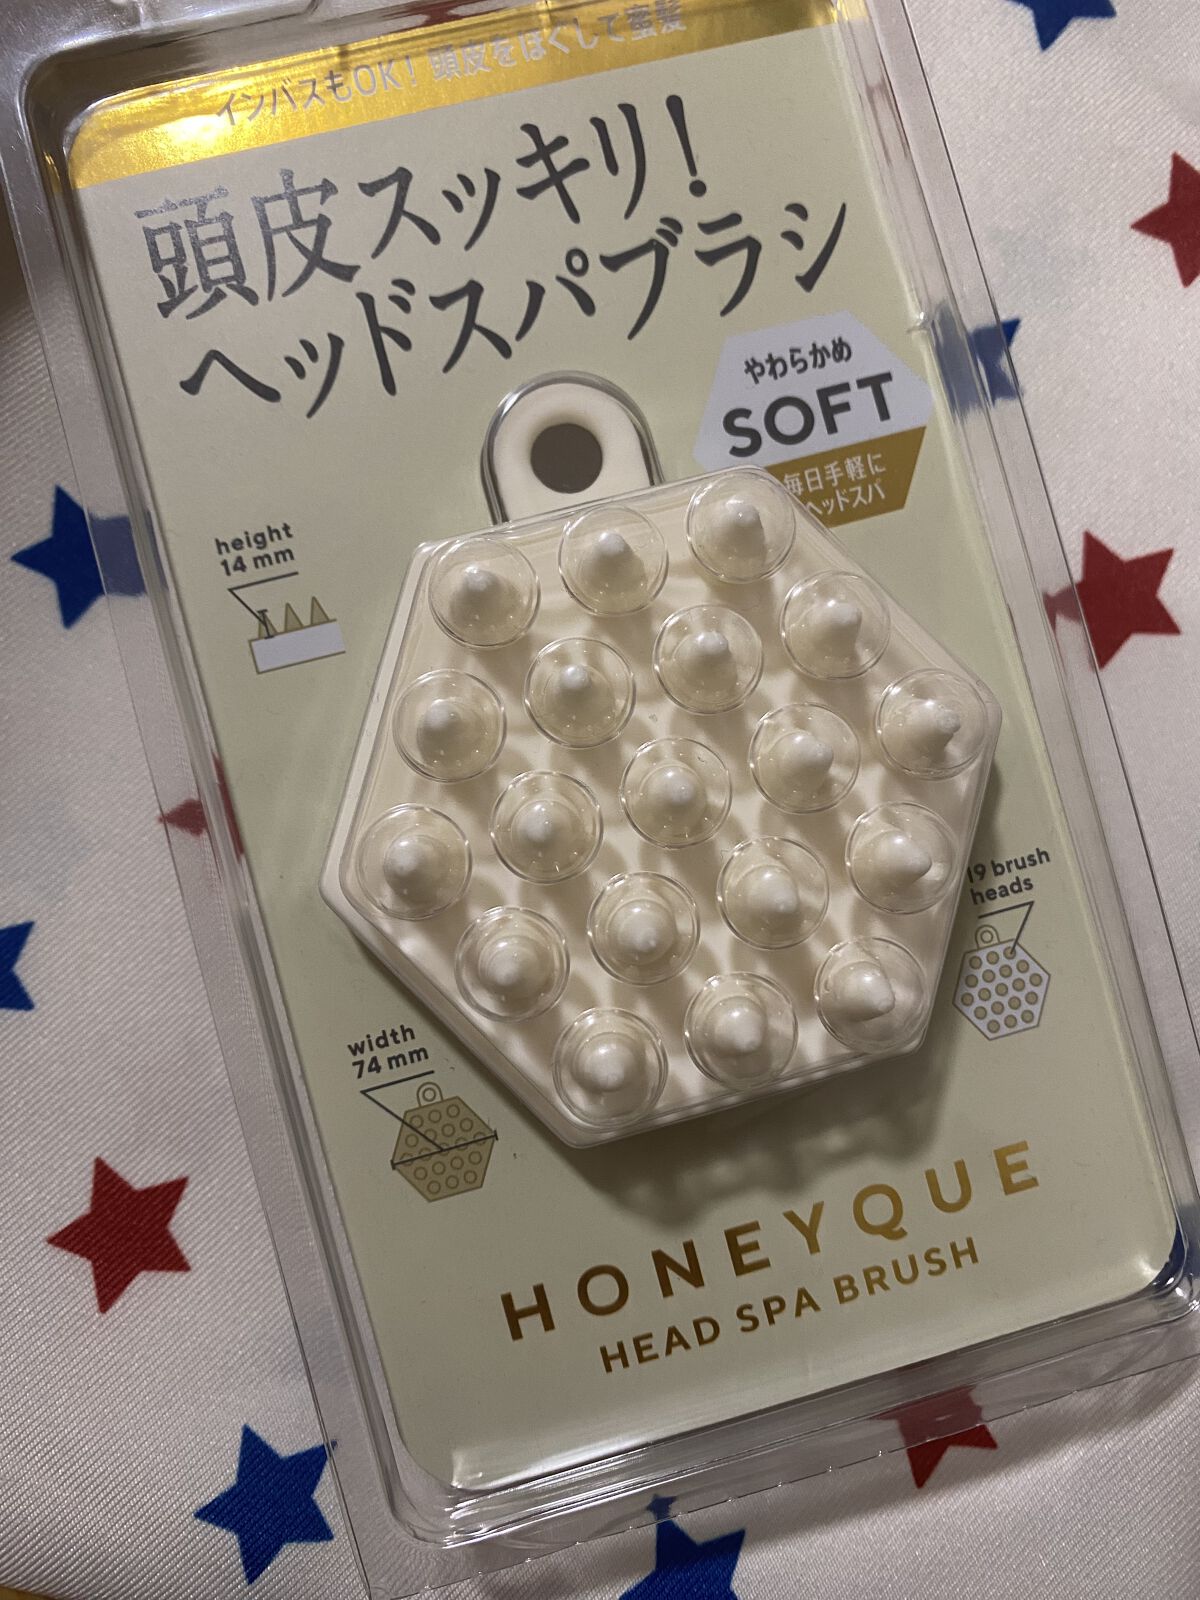 インバスもOK！頭皮をほぐして蜜髪
頭皮スッキリ！
ヘッドスパブラシ
やわらかめ
SOFT
毎日手軽に
ヘッドスパ
height
14 mm
19 brush
heads
width
74 mm
HONEYQUE
HEAD SPA BRUSH